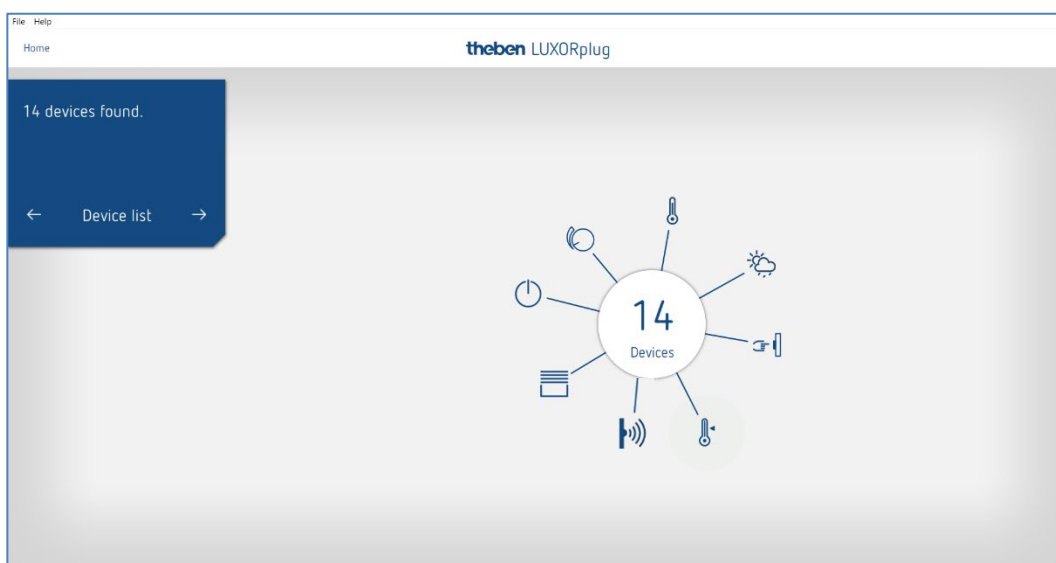 File Help
Home
theben LUXORplug
14 devices found.
← Device list →
14
Devices